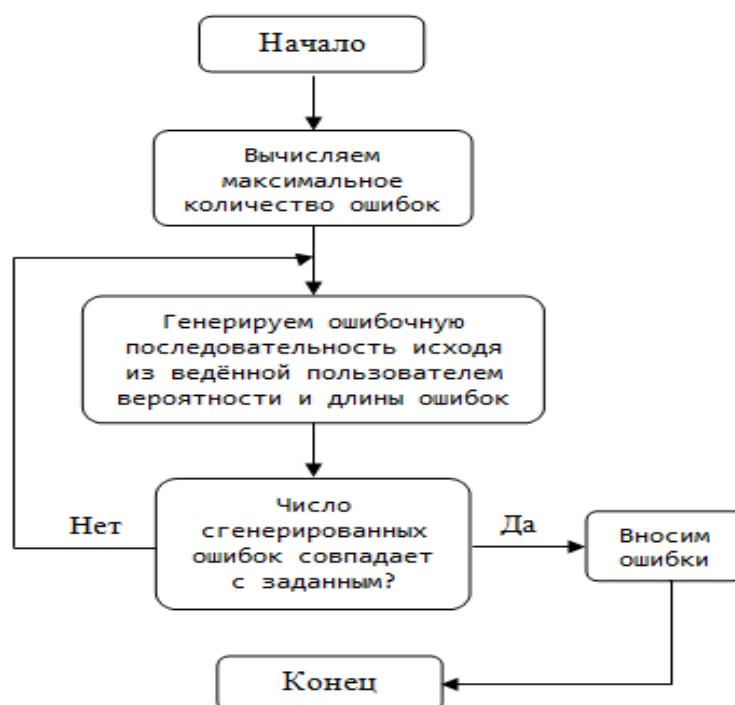 Начало
Вычисляем
максимальное
количество ошибок
Генерируем ошибочную
последовательность исходя
из ведённой пользователем
вероятности и длины ошибок
Число
сгенерированных
ошибок совпадает
с заданным?
Нет
Да
Вносим
ошибки
Конец